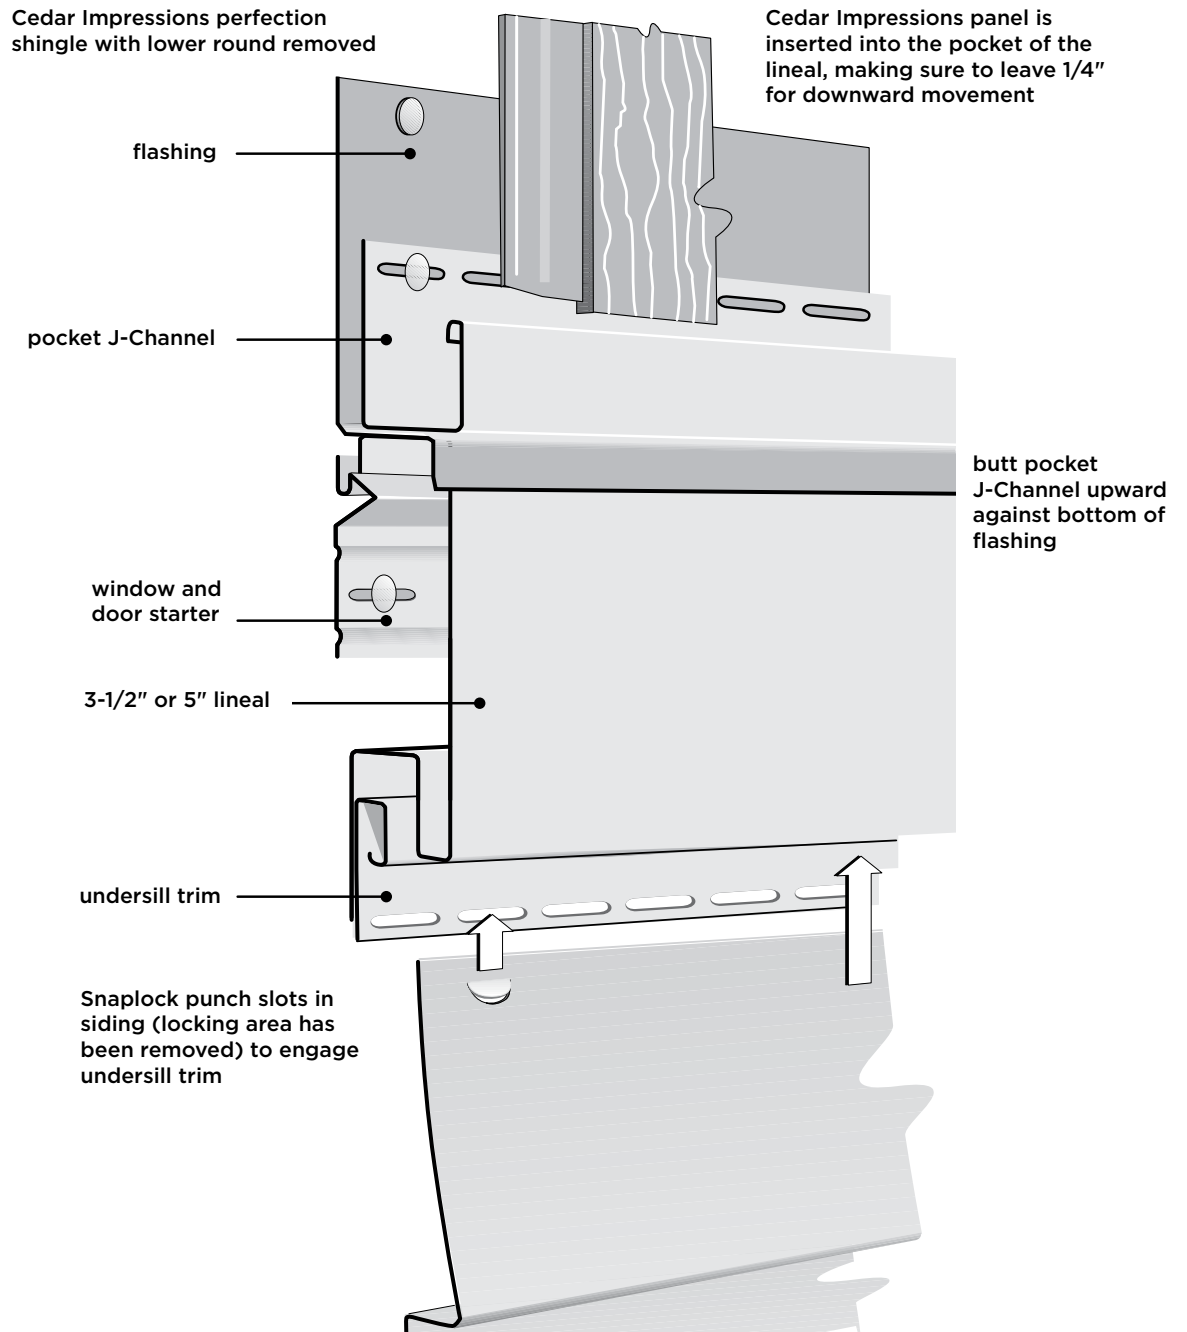 Cedar Impressions perfection
shingle with lower round removed
Cedar Impressions panel is
inserted into the pocket of the
lineal, making sure to leave 1/4"
for downward movement
flashing
pocket J-Channel
butt pocket
J-Channel upward
against bottom of
flashing
window and
door starter
3-1/2" or 5" lineal
undersill trim
Snaplock punch slots in
siding (locking area has
been removed) to engage
undersill trim